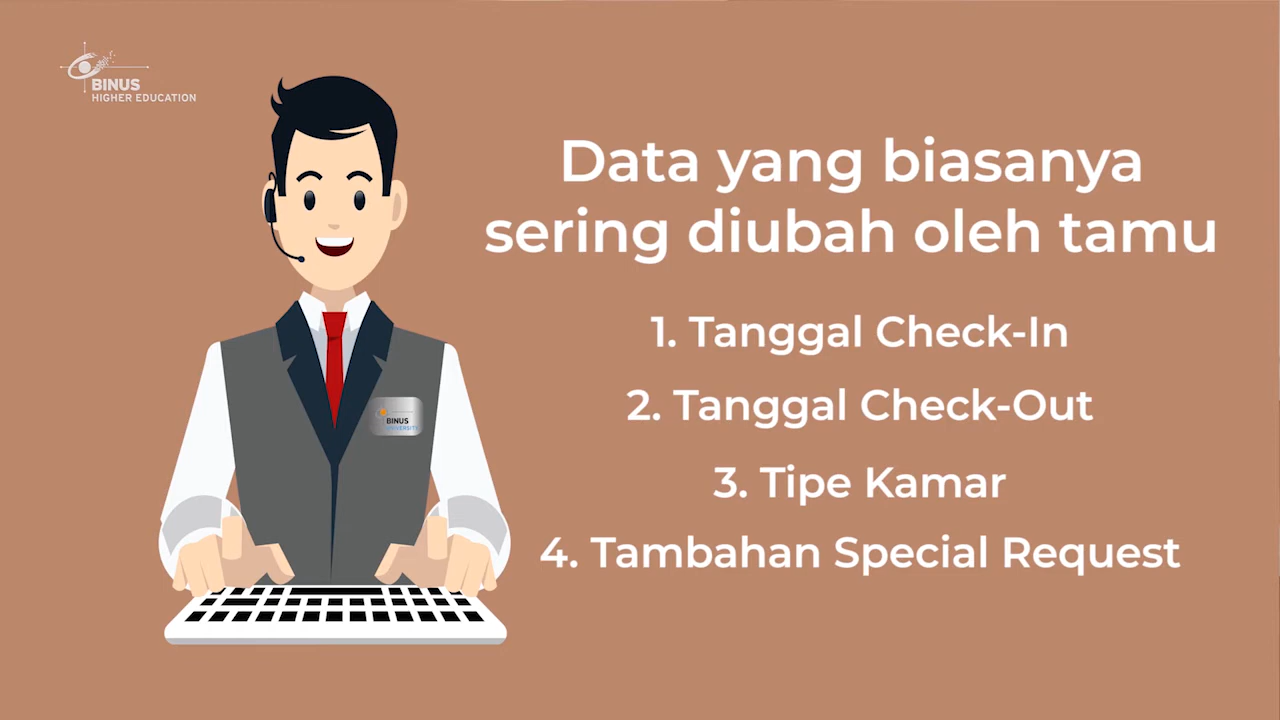 BINUS
HIGHER EDUCATION
Data yang biasanya
sering diubah oleh tamu
1. Tanggal Check-In
2. Tanggal Check-Out
3. Tipe Kamar
4. Tambahan Special Request
BINUS
UNIVERSITY